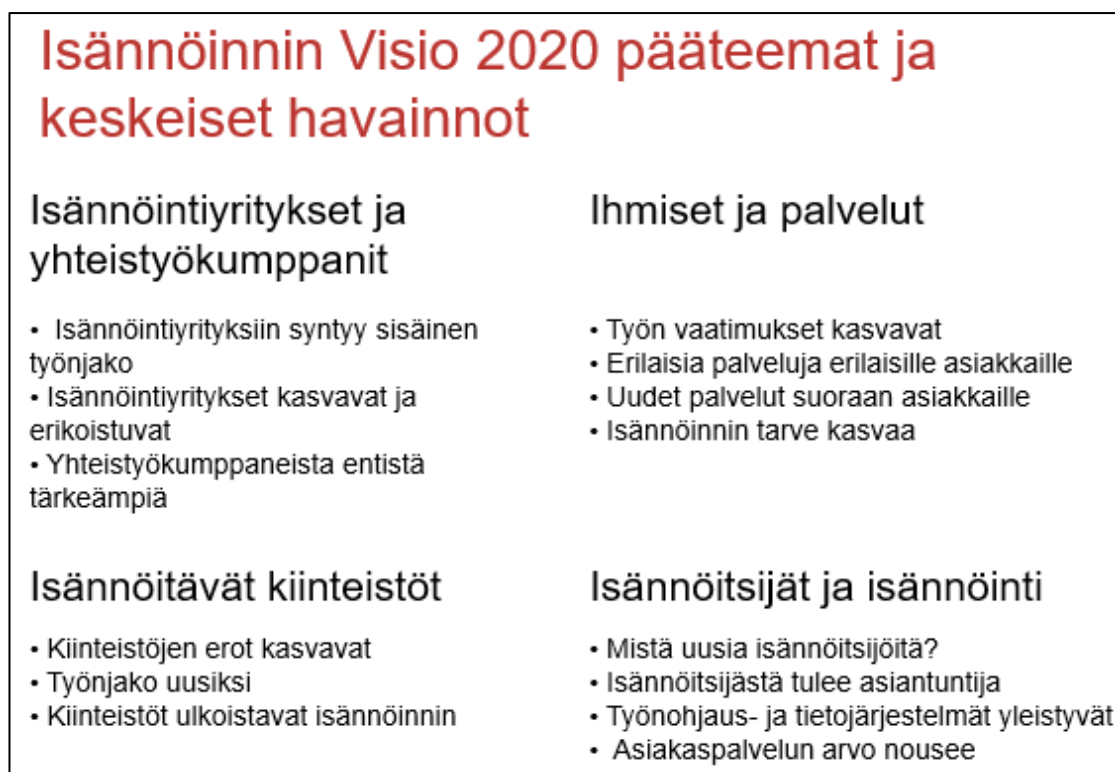 Isännöinnin Visio 2020 pääteemat ja
keskeiset havainnot
Isännöintiyritykset ja
yhteistyökumppanit
• Isännöintiyrityksiin syntyy sisäinen
työnjako
• Isännöintiyritykset kasvavat ja
erikoistuvat
• Yhteistyökumppaneista entistä
tärkeämpiä
Ihmiset ja palvelut
• Työn vaatimukset kasvavat
• Erilaisia palveluja erilaisille asiakkaille
• Uudet palvelut suoraan asiakkaille
• Isännöinnin tarve kasvaa
Isännöitävät kiinteistöt
• Kiinteistöjen erot kasvavat
• Työnjako uusiksi
• Kiinteistöt ulkoistavat isännöinnin
Isännöitsijät ja isännöinti
• Mistä uusia isännöitsijöitä?
• Isännöitsijästä tulee asiantuntija
• Työnohjaus- ja tietojärjestelmät yleistyvät
• Asiakaspalvelun arvo nousee